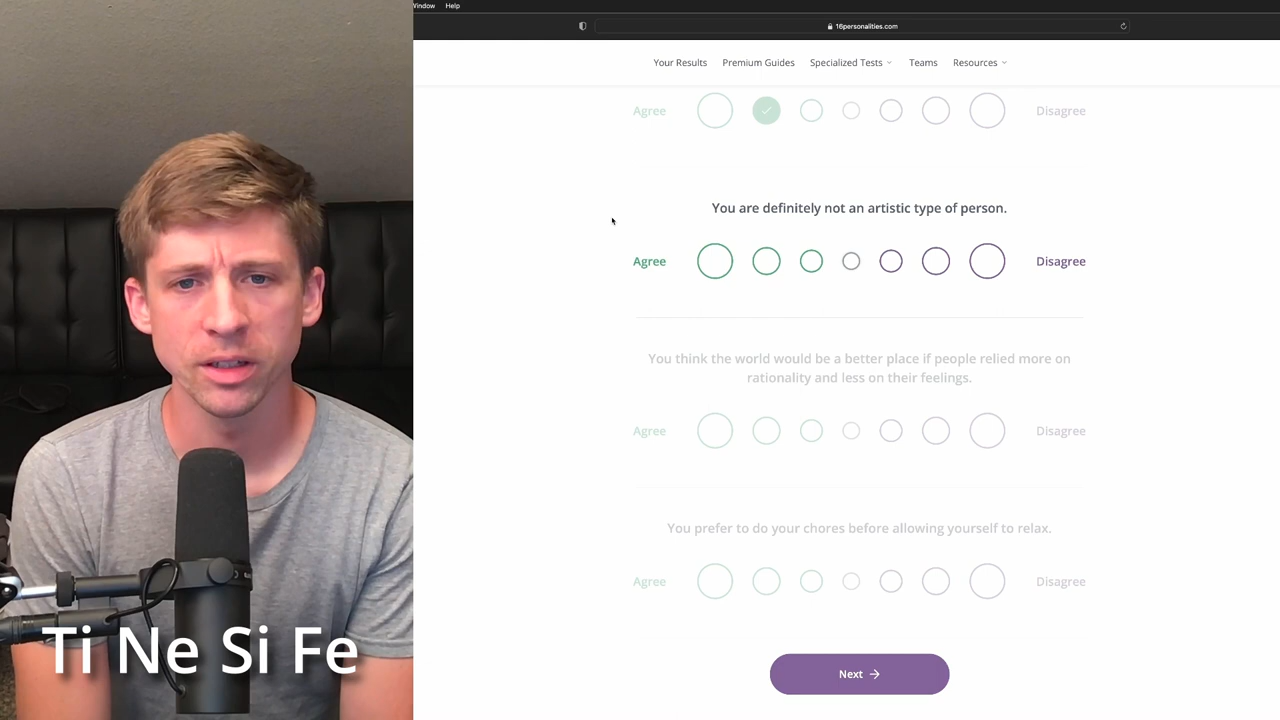 Window Help
16personalities.com
Your Results Premium Guides Specialized Tests Teams Resources
Agree Disagree
You are definitely not an artistic type of person.
Agree Disagree
You think the world would be a better place if people relied more on
rationality and less on their feelings.
Agree Disagree
You prefer to do your chores before allowing yourself to relax.
Agree Disagree
Next
Ti Ne Si Fe